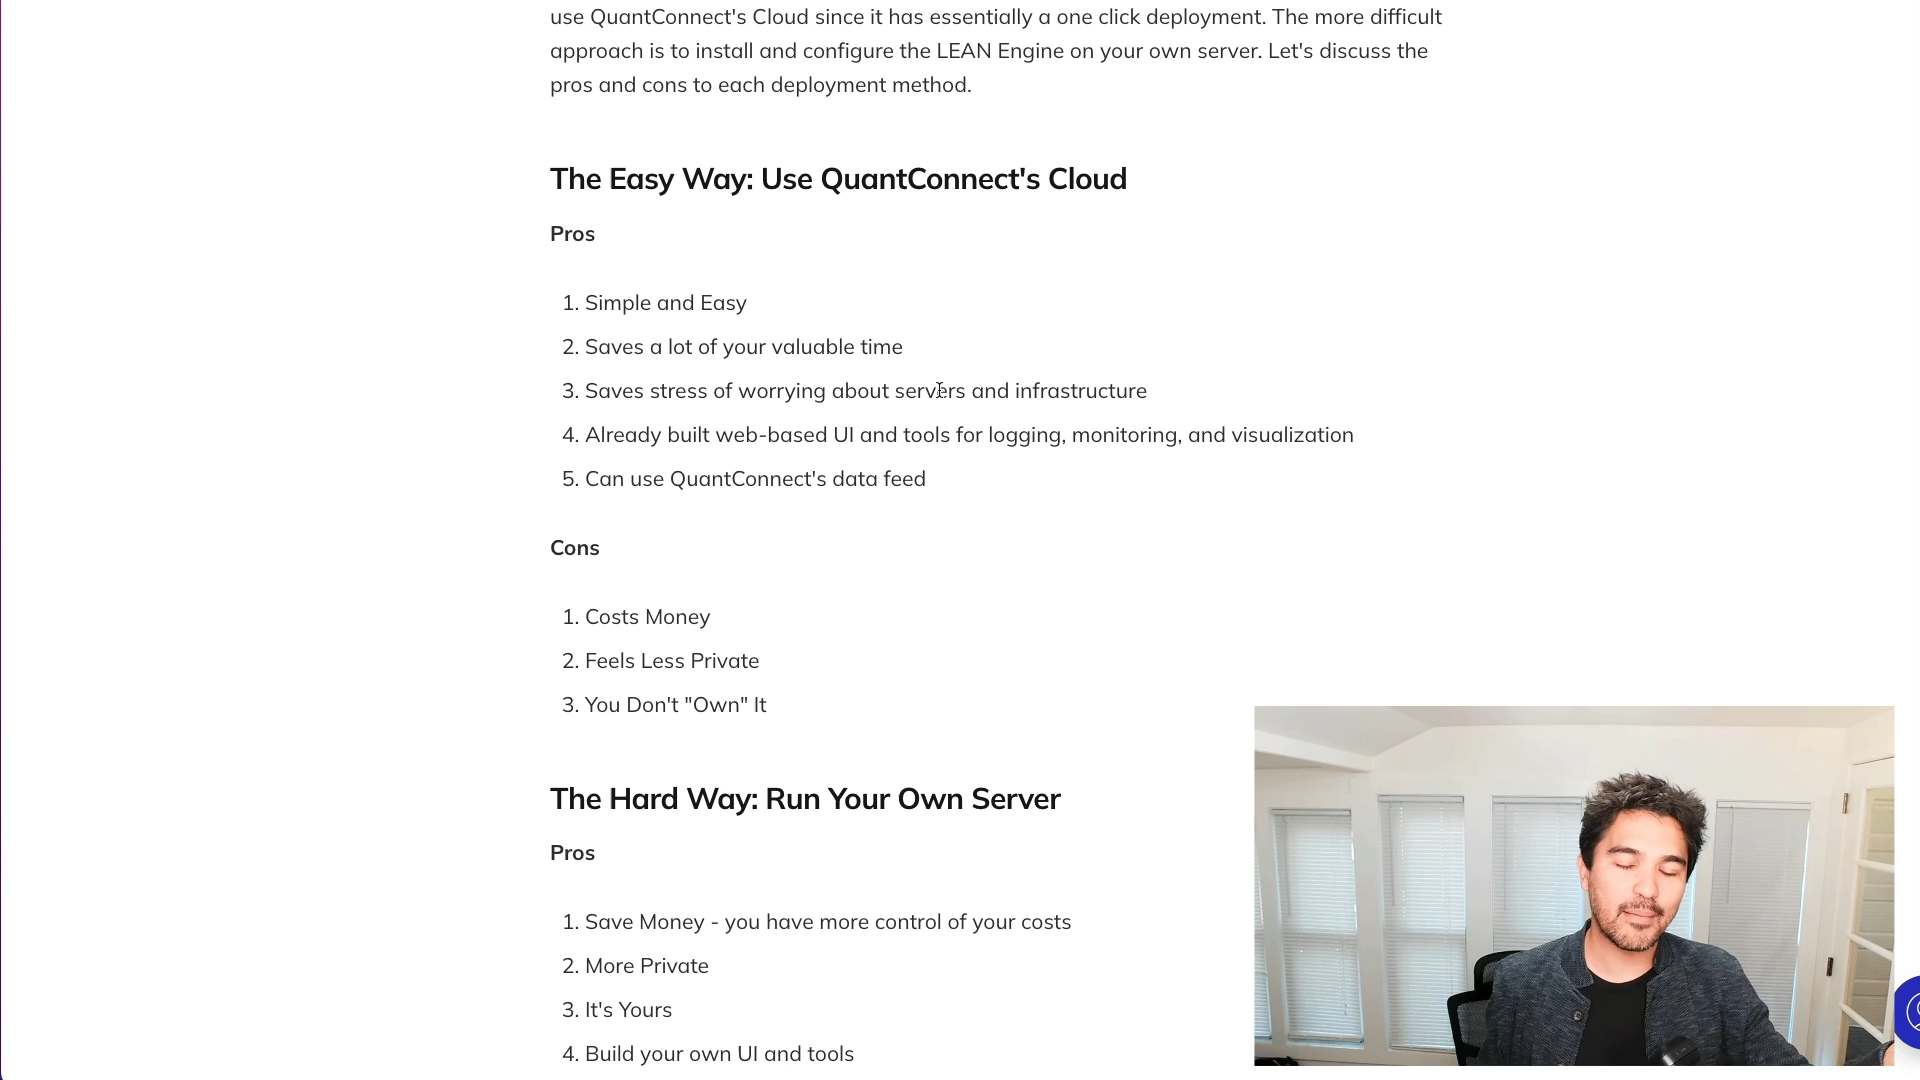 use QuantConnect's Cloud since it has essentially a one click deployment. The more difficult
approach is to install and configure the LEAN Engine on your own server. Let's discuss the
pros and cons to each deployment method.
The Easy Way: Use QuantConnect's Cloud
Pros
1. Simple and Easy
2. Saves a lot of your valuable time
3. Saves stress of worrying about servers and infrastructure
4. Already built web-based UI and tools for logging, monitoring, and visualization
5. Can use QuantConnect's data feed
Cons
1. Costs Money
2. Feels Less Private
3. You Don't "Own" It
The Hard Way: Run Your Own Server
Pros
1. Save Money - you have more control of your costs
2. More Private
3. It's Yours
4. Build your own UI and tools